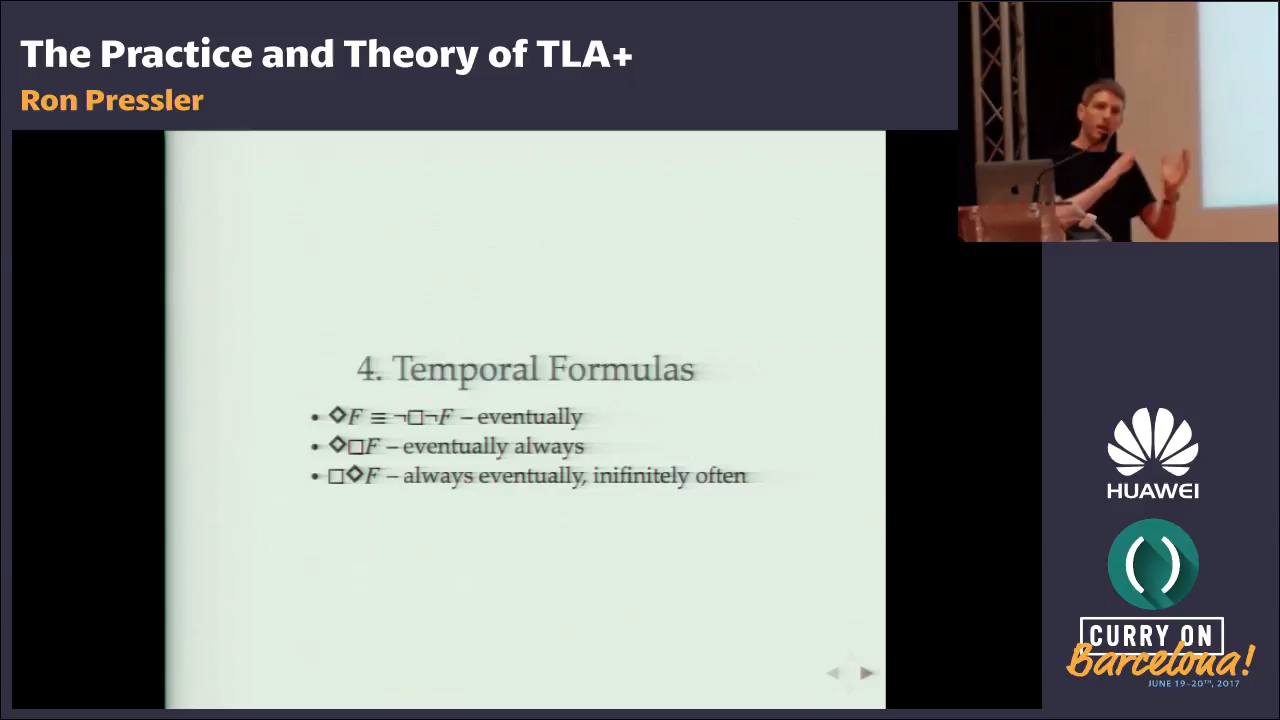 The Practice and Theory of TLA+
Ron Pressler
4. Temporal Formulas
• ◇F ≡ ¬□¬F – eventually
• ◇□F – eventually always
• □◇F – always eventually, inifinitely often
HUAWEI
CURRY ON
Barcelona!
JUNE 19-20TH, 2017